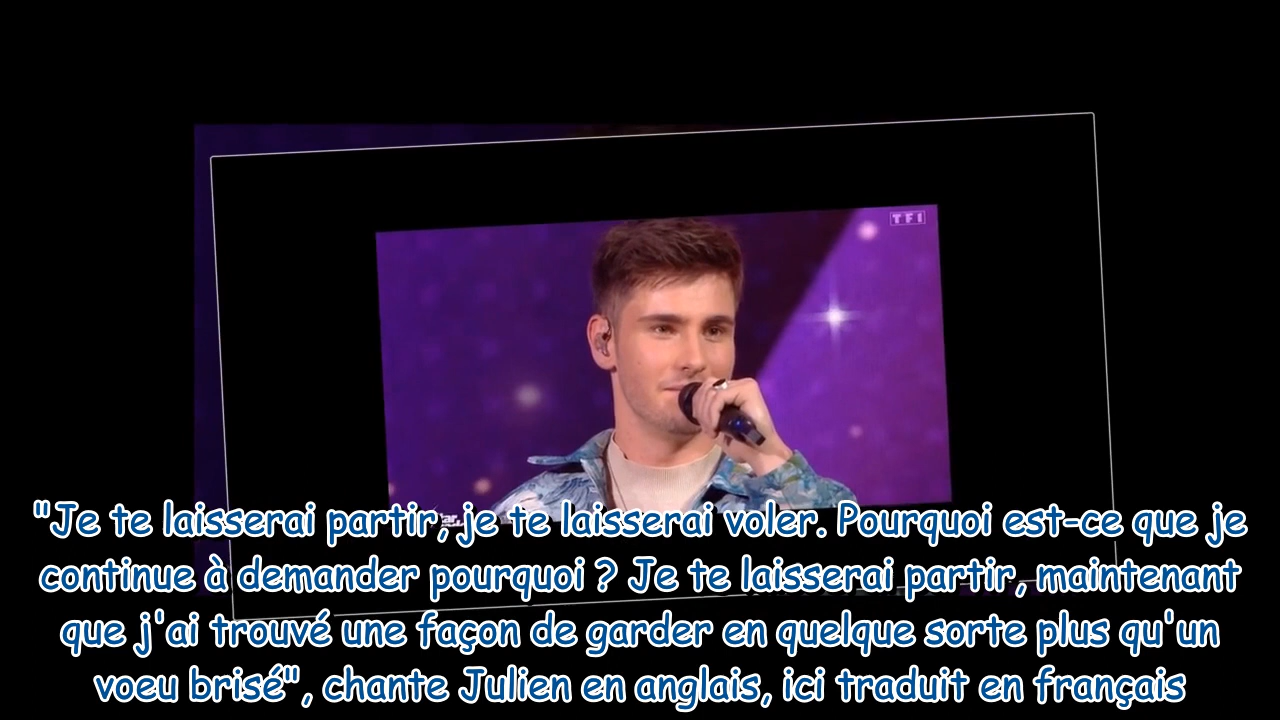 TF1
"Je te laisserai partir, je te laisserai voler. Pourquoi est-ce que je
continue à demander pourquoi ? Je te laisserai partir, maintenant
que j'ai trouvé une façon de garder en quelque sorte plus qu'un
voeu brisé", chante Julien en anglais, ici traduit en français